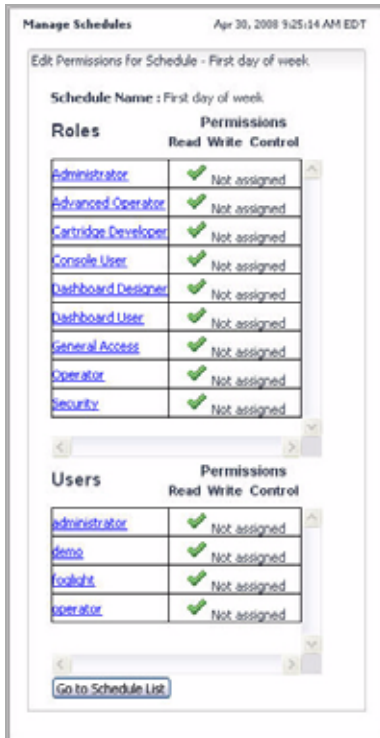 Manage Schedules Apr 30, 2008 9:25:14 AM EDT
Edit Permissions for Schedule - First day of week
Schedule Name : First day of week
Roles Permissions
Read Write Control
Administrator Not assigned
Advanced Operator Not assigned
Cartridge Developer Not assigned
Console User Not assigned
Dashboard Designer Not assigned
Dashboard User Not assigned
General Access Not assigned
Operator Not assigned
Security Not assigned
Users Permissions
Read Write Control
administrator Not assigned
demo Not assigned
foglight Not assigned
operator Not assigned
Go to Schedule List